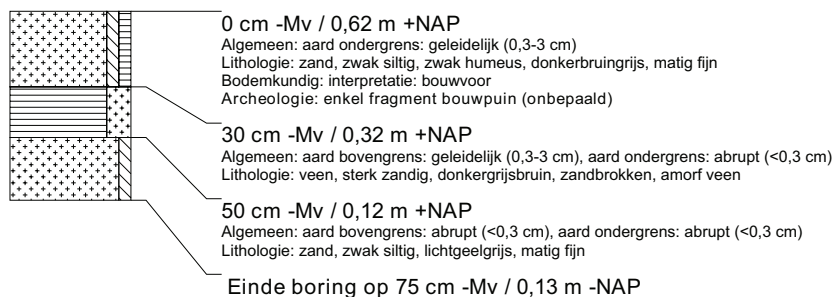 0 cm -Mv / 0,62 m +NAP
Algemeen: aard ondergrens: geleidelijk (0,3-3 cm)
Lithologie: zand, zwak siltig, zwak humeus, donkerbruingrijs, matig fijn
Bodemkundig: interpretatie: bouwvoor
Archeologie: enkel fragment bouwpuin (onbepaald)
30 cm -Mv / 0,32 m +NAP
Algemeen: aard bovengrens: geleidelijk (0,3-3 cm), aard ondergrens: abrupt (<0,3 cm)
Lithologie: veen, sterk zandig, donkergrijsbruin, zandbrokken, amorf veen
50 cm -Mv / 0,12 m +NAP
Algemeen: aard bovengrens: abrupt (<0,3 cm), aard ondergrens: abrupt (<0,3 cm)
Lithologie: zand, zwak siltig, lichtgeelgrijs, matig fijn
Einde boring op 75 cm -Mv / 0,13 m -NAP